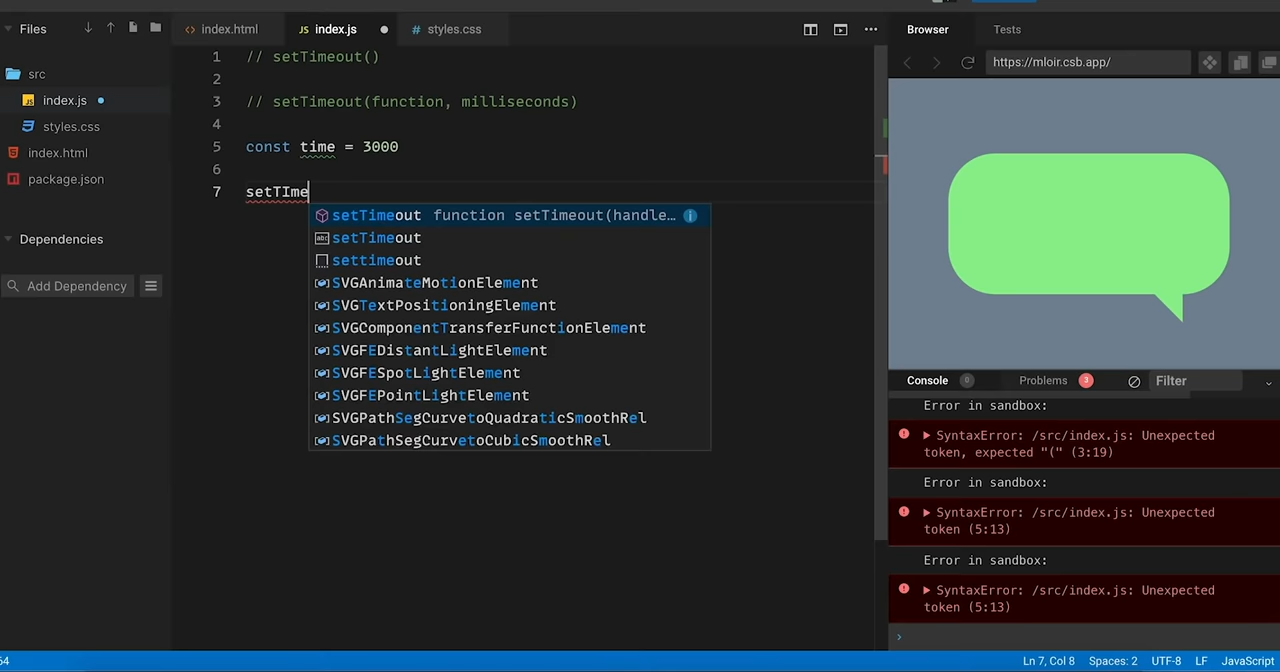 Files
index.html
JS index.js
# styles.css
Browser
Tests
src
JS index.js
styles.css
index.html
package.json
Dependencies
Add Dependency
1 // setTimeout()
2
3 // setTimeout(function, milliseconds)
4
5 const time = 3000
6
7 setTIme
setTimeout function setTimeout(handle… i
abc setTimeout
settimeout
SVGAnimateMotionElement
SVGTextPositioningElement
SVGComponentTransferFunctionElement
SVGFEDistantLightElement
SVGFESpotLightElement
SVGFEPointLightElement
SVGPathSegCurvetoQuadraticSmoothRel
SVGPathSegCurvetoCubicSmoothRel
https://mloir.csb.app/
Console 0
Problems 3
Filter
Error in sandbox:
SyntaxError: /src/index.js: Unexpected
token, expected "(" (3:19)
Error in sandbox:
SyntaxError: /src/index.js: Unexpected
token (5:13)
Error in sandbox:
SyntaxError: /src/index.js: Unexpected
token (5:13)
64
Ln 7, Col 8
Spaces: 2
UTF-8
LF
JavaScript